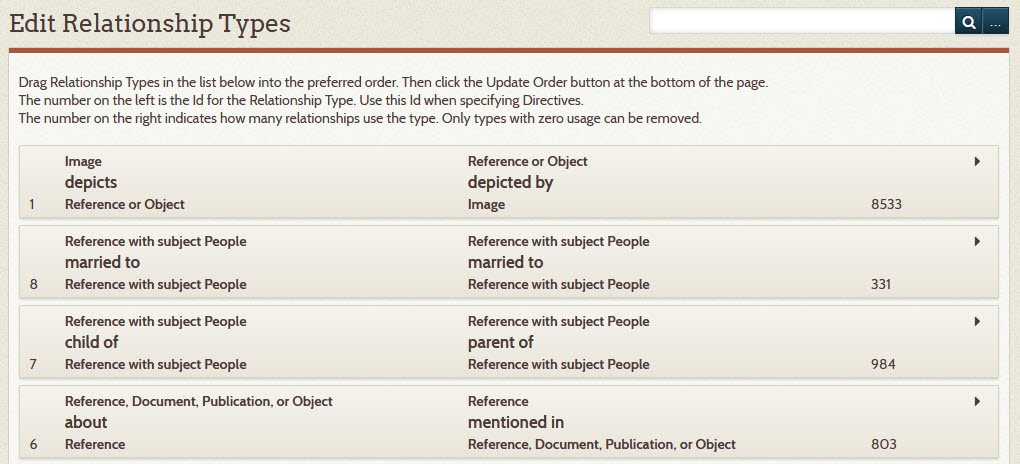 Edit Relationship Types
...
Drag Relationship Types in the list below into the preferred order. Then click the Update Order button at the bottom of the page.
The number on the left is the Id for the Relationship Type. Use this Id when specifying Directives.
The number on the right indicates how many relationships use the type. Only types with zero usage can be removed.
Image Reference or Object
depicts depicted by
1 Reference or Object Image 8533
Reference with subject People Reference with subject People
married to married to
8 Reference with subject People Reference with subject People 331
Reference with subject People Reference with subject People
child of parent of
7 Reference with subject People Reference with subject People 984
Reference, Document, Publication, or Object Reference
about mentioned in
6 Reference Reference, Document, Publication, or Object 803